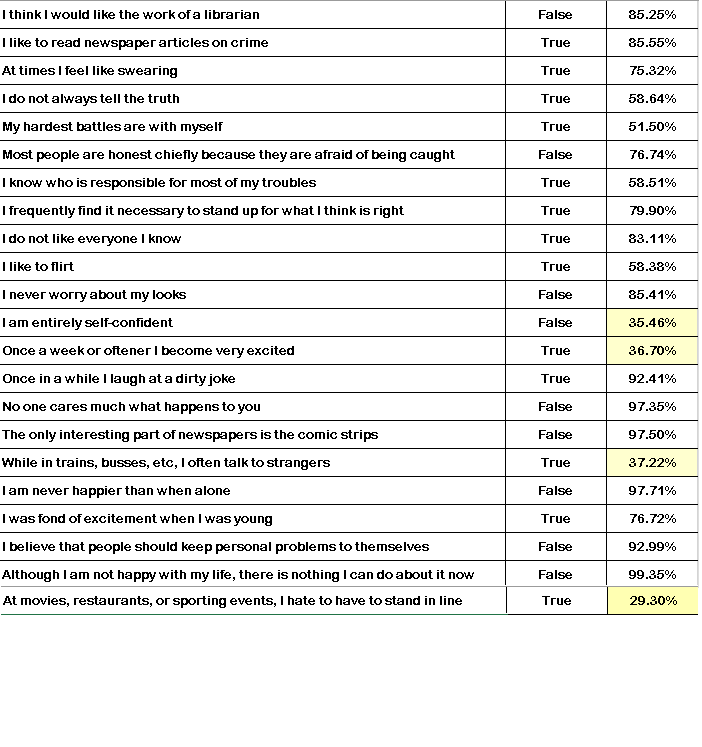 I think I would like the work of a librarian False 85.25%
I like to read newspaper articles on crime True 85.55%
At times I feel like swearing True 75.32%
I do not always tell the truth True 58.64%
My hardest battles are with myself True 51.50%
Most people are honest chiefly because they are afraid of being caught False 76.74%
I know who is responsible for most of my troubles True 58.51%
I frequently find it necessary to stand up for what I think is right True 79.90%
I do not like everyone I know True 83.11%
I like to flirt True 58.38%
I never worry about my looks False 85.41%
I am entirely self-confident False 35.46%
Once a week or oftener I become very excited True 36.70%
Once in a while I laugh at a dirty joke True 92.41%
No one cares much what happens to you False 97.35%
The only interesting part of newspapers is the comic strips False 97.50%
While in trains, busses, etc, I often talk to strangers True 37.22%
I am never happier than when alone False 97.71%
I was fond of excitement when I was young True 76.72%
I believe that people should keep personal problems to themselves False 92.99%
Although I am not happy with my life, there is nothing I can do about it now False 99.35%
At movies, restaurants, or sporting events, I hate to have to stand in line True 29.30%